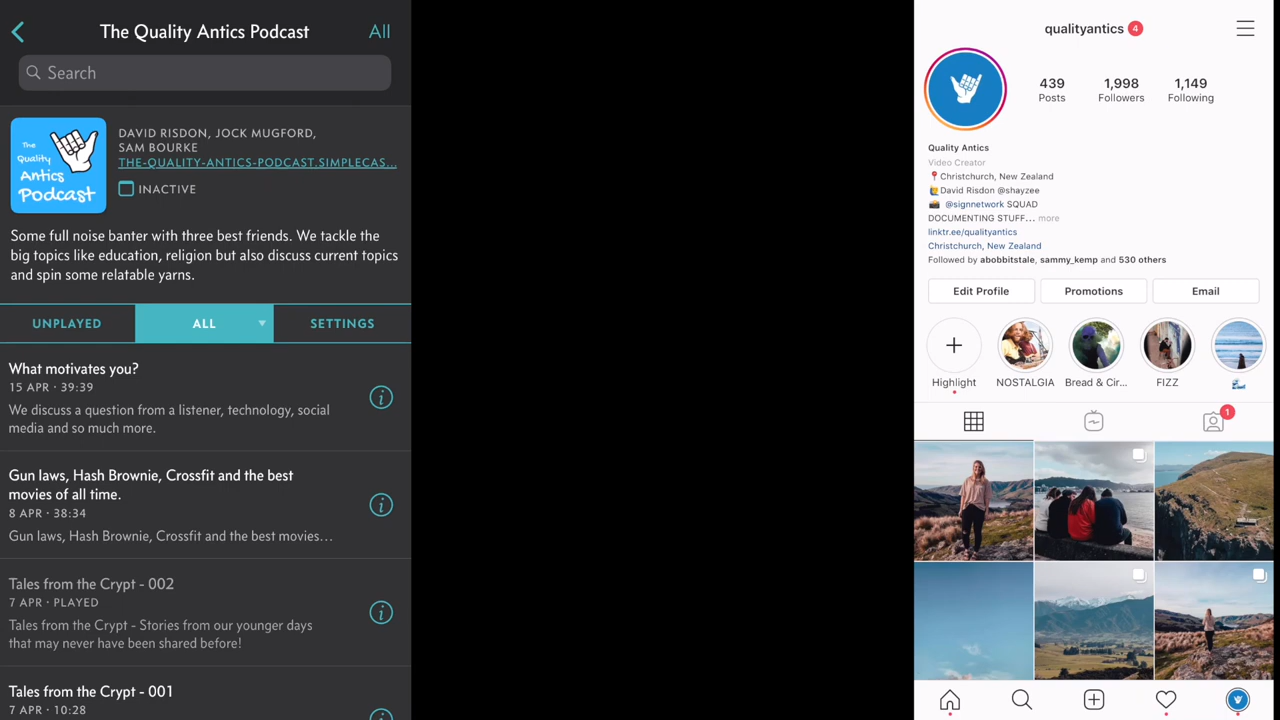 The Quality Antics Podcast
All
Search
The
Quality
Antics
Podcast
DAVID RISDON, JOCK MUGFORD,
SAM BOURKE
THE-QUALITY-ANTICS-PODCAST.SIMPLECAS...
INACTIVE
Some full noise banter with three best friends. We tackle the
big topics like education, religion but also discuss current topics
and spin some relatable yarns.
UNPLAYED
ALL
SETTINGS
What motivates you?
15 APR · 39:39
We discuss a question from a listener, technology, social
media and so much more.
Gun laws, Hash Brownie, Crossfit and the best
movies of all time.
8 APR · 38:34
Gun laws, Hash Brownie, Crossfit and the best movies...
Tales from the Crypt - 002
7 APR · PLAYED
Tales from the Crypt - Stories from our younger days
that may never have been shared before!
Tales from the Crypt - 001
7 APR · 10:28
qualityantics 4
439
Posts
1,998
Followers
1,149
Following
Quality Antics
Video Creator
Christchurch, New Zealand
David Risdon @shayzee
@signnetwork SQUAD
DOCUMENTING STUFF... more
linktr.ee/qualityantics
Christchurch, New Zealand
Followed by abobbitstale, sammy_kemp and 530 others
Edit Profile
Promotions
Email
Highlight
NOSTALGIA
Bread & Cir...
FIZZ
1